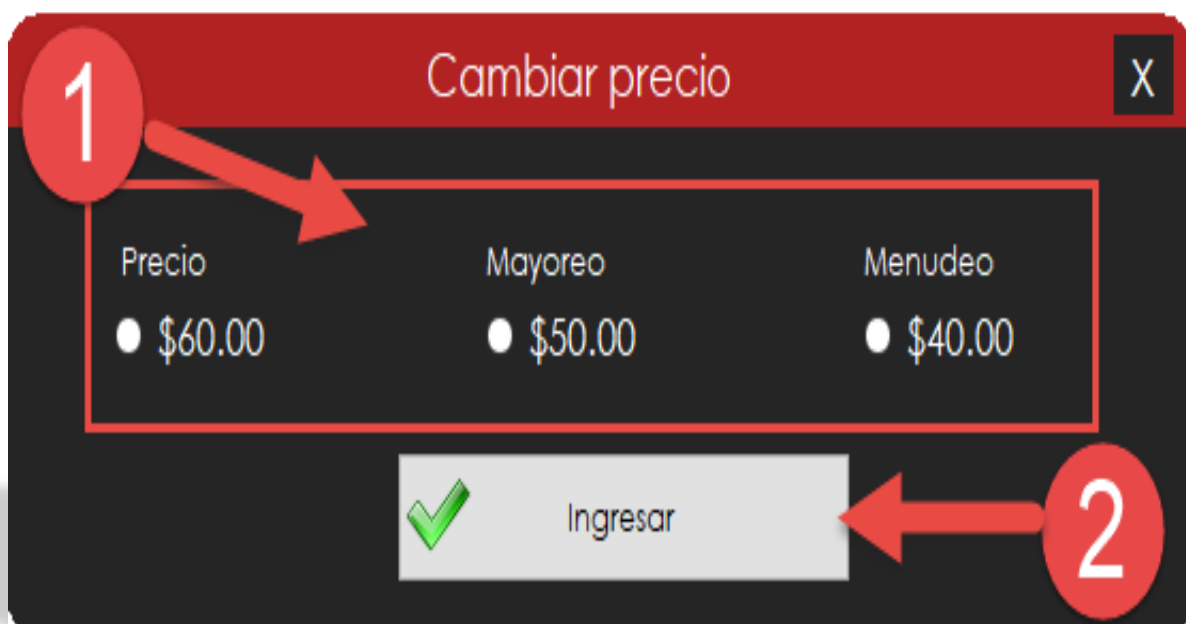 1
Cambiar precio
X
Precio Mayoreo Menudeo
$60.00 $50.00 $40.00
Ingresar
2